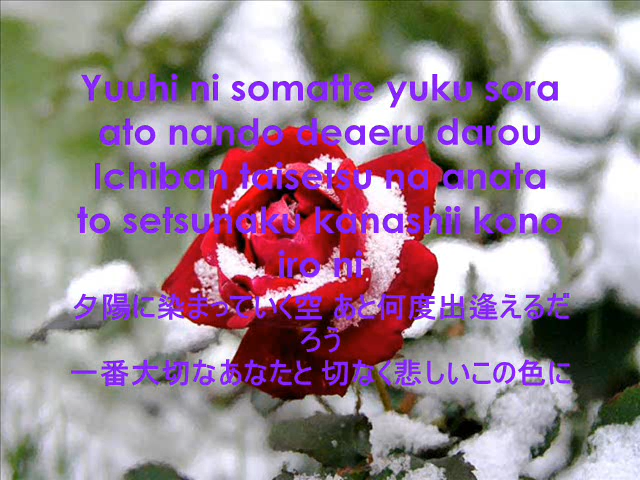 Yuuhi ni somatte yuku sora
ato nando deaeru darou
Ichiban taisetsu na anata
to setsunaku kanashii kono
iro ni
夕陽に染まっていく空 あと何度出逢えるだ
ろう
一番大切なあなたと 切なく悲しいこの色に